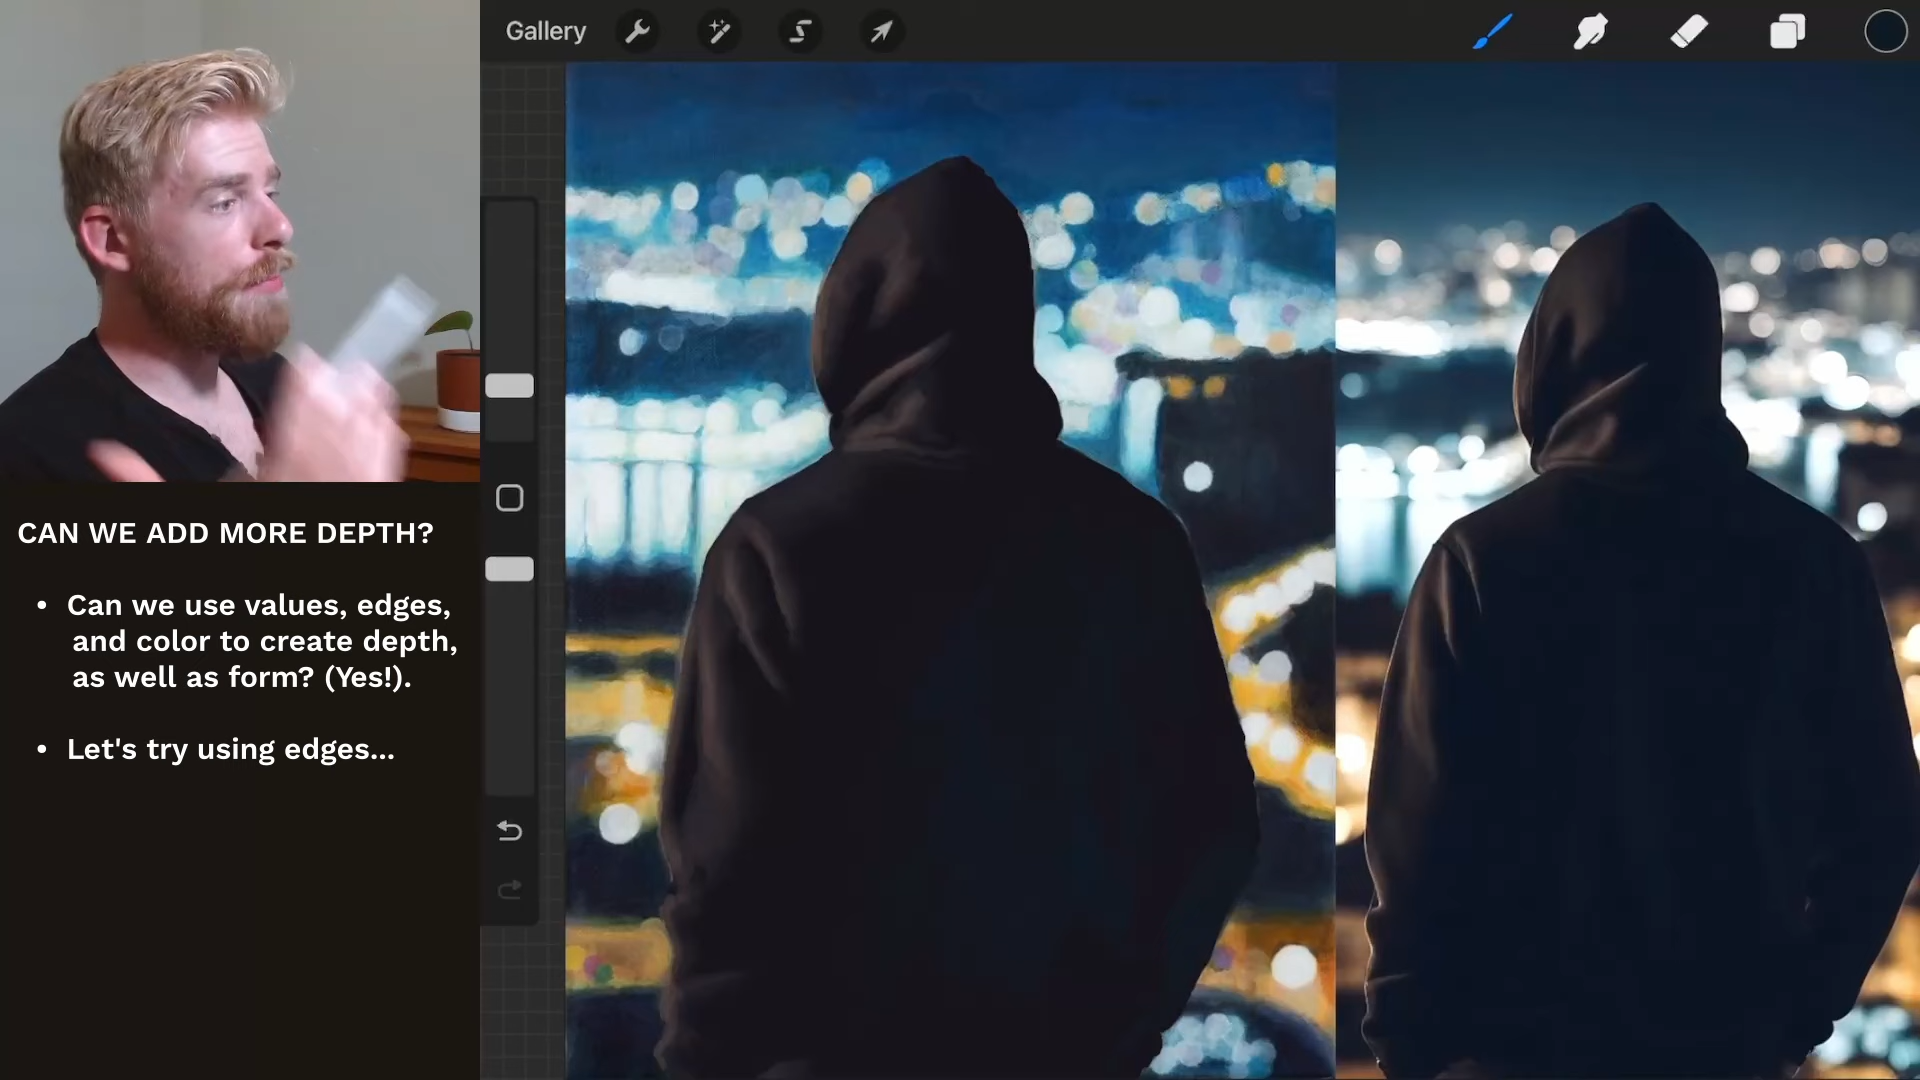 Gallery
CAN WE ADD MORE DEPTH?
• Can we use values, edges,
and color to create depth,
as well as form? (Yes!).
• Let's try using edges...